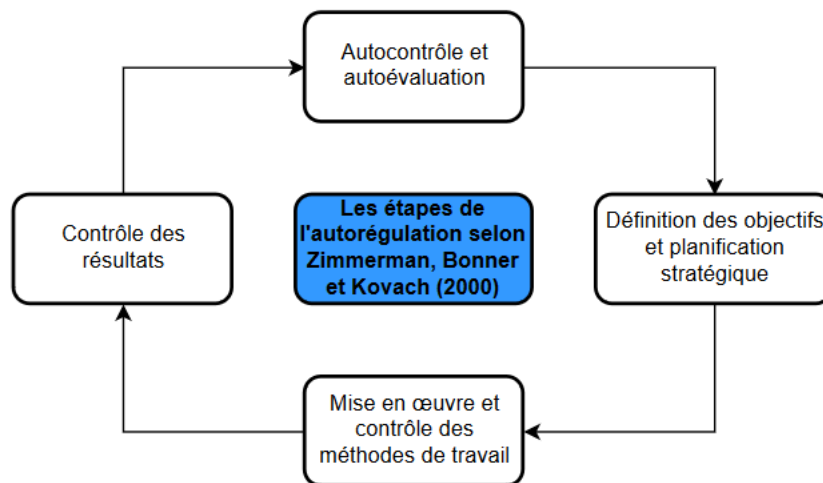 Autocontrôle et
autoévaluation
Contrôle des
résultats
Les étapes de
l'autorégulation selon
Zimmerman, Bonner
et Kovach (2000)
Définition des objectifs
et planification
stratégique
Mise en œuvre et
contrôle des
méthodes de travail